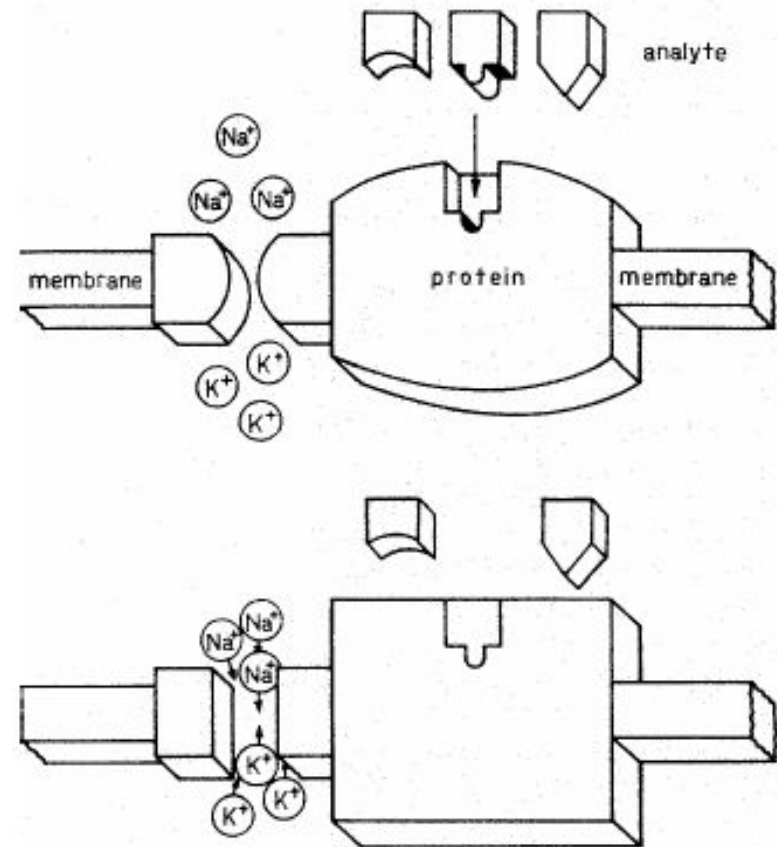 analyte
Na⁺
Na⁺ Na⁺
membrane protein membrane
K⁺
K⁺
K⁺
Na⁺
Na⁺
Na⁺
K⁺
K⁺ K⁺